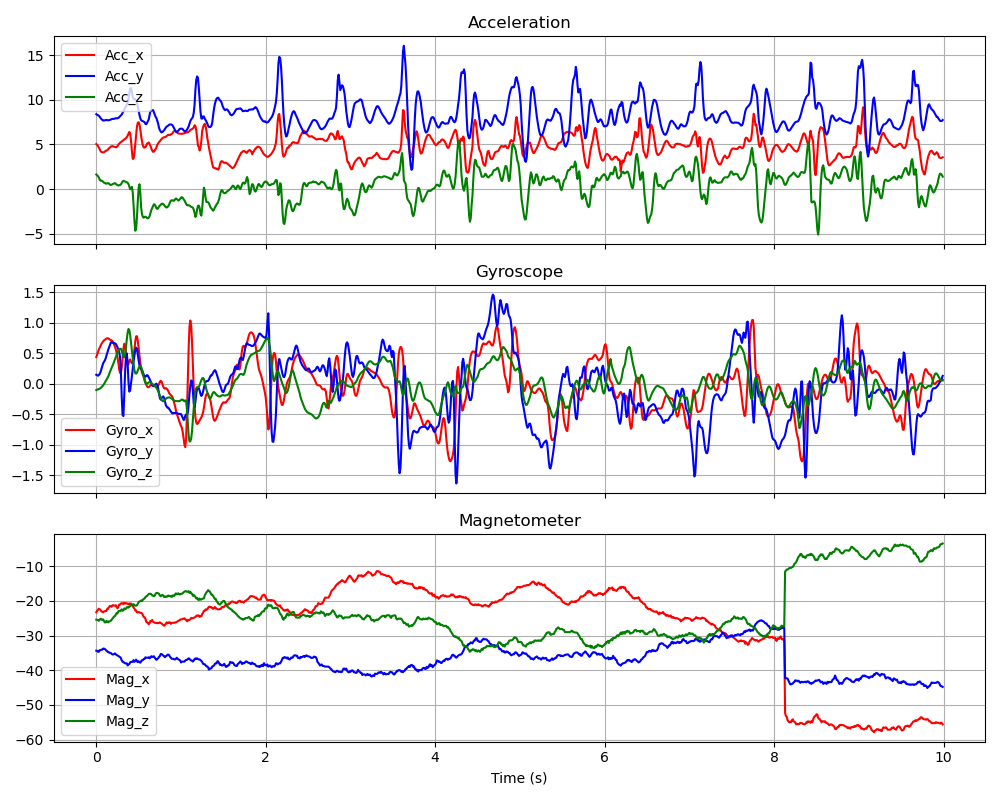 Acceleration
Acc_x
Acc_y
Acc_z
15
10
5
0
−5
Gyroscope
1.5
1.0
0.5
0.0
−0.5
−1.0
−1.5
Gyro_x
Gyro_y
Gyro_z
Magnetometer
−10
−20
−30
−40
−50
−60
Mag_x
Mag_y
Mag_z
0 2 4 6 8 10
Time (s)